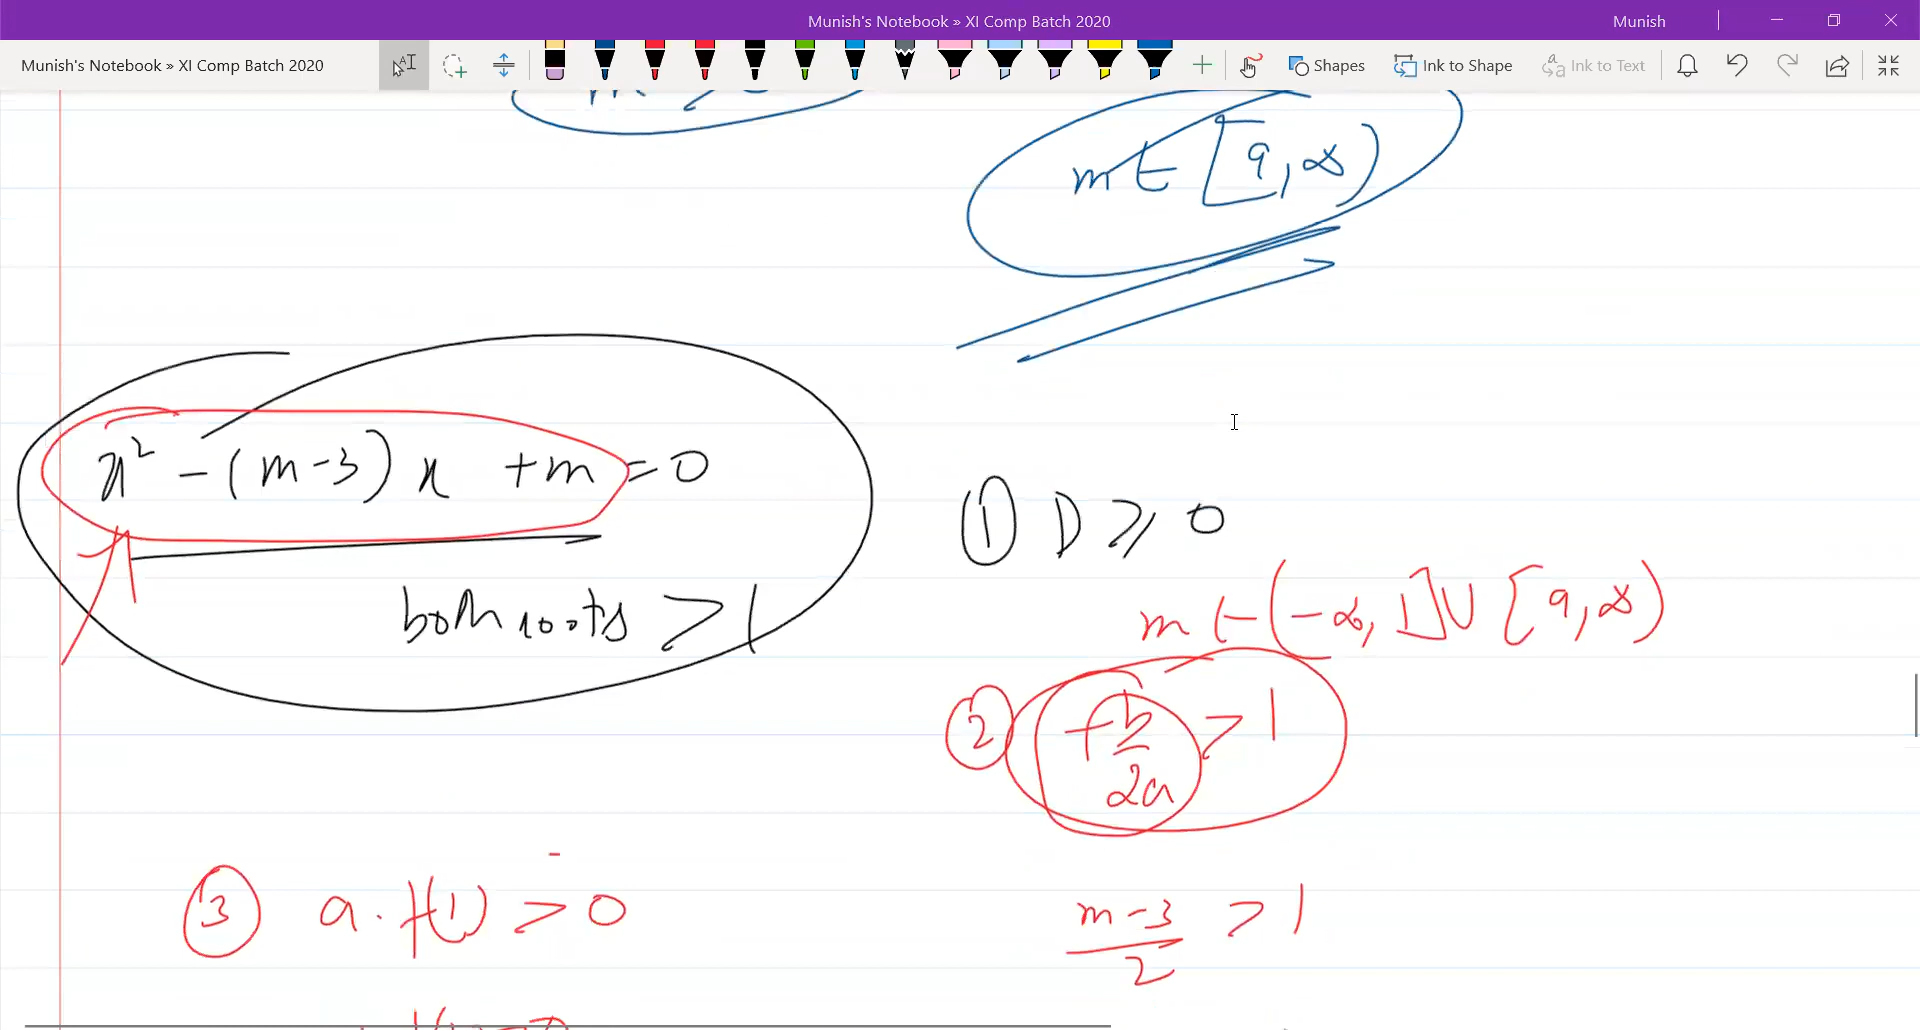 Munish's Notebook » XI Comp Batch 2020
Munish
Munish's Notebook » XI Comp Batch 2020
Shapes
Ink to Shape
Ink to Text
m ∈ [9, ∞)
x² - (m-3) x + m = 0
both roots > 1
① D ≥ 0
m ∈ (-∞, 1] ∪ [9, ∞)
② -b/2a > 1
③ a. f(1) > 0
m-3/2 > 1